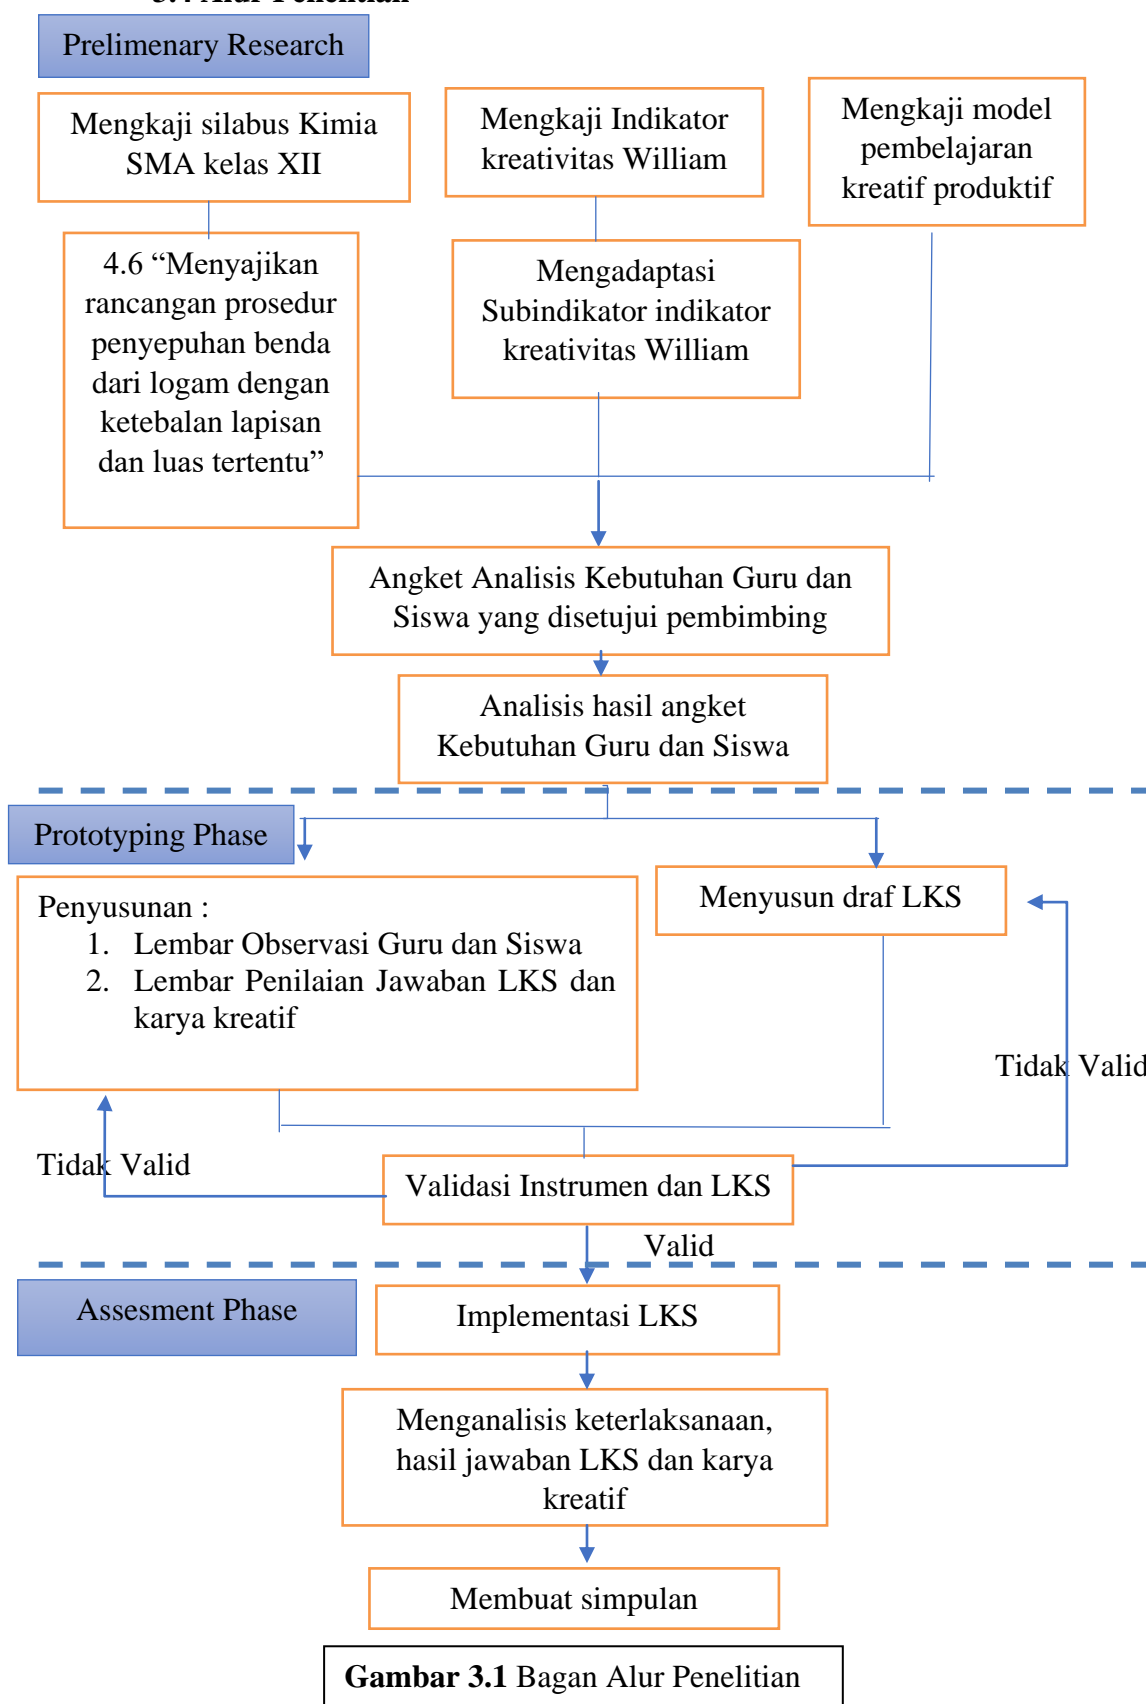 3.4 Alur Penelitian
Prelimenary Research
Mengkaji silabus Kimia
SMA kelas XII
Mengkaji Indikator
kreativitas William
Mengkaji model
pembelajaran
kreatif produktif
4.6 “Menyajikan
rancangan prosedur
penyepuhan benda
dari logam dengan
ketebalan lapisan
dan luas tertentu”
Mengadaptasi
Subindikator indikator
kreativitas William
Angket Analisis Kebutuhan Guru dan
Siswa yang disetujui pembimbing
Analisis hasil angket
Kebutuhan Guru dan Siswa
Prototyping Phase
Penyusunan :
1. Lembar Observasi Guru dan Siswa
2. Lembar Penilaian Jawaban LKS dan
karya kreatif
Menyusun draf LKS
Tidak Valid
Tidak Valid
Validasi Instrumen dan LKS
Valid
Assesment Phase
Implementasi LKS
Menganalisis keterlaksanaan,
hasil jawaban LKS dan karya
kreatif
Membuat simpulan
Gambar 3.1 Bagan Alur Penelitian